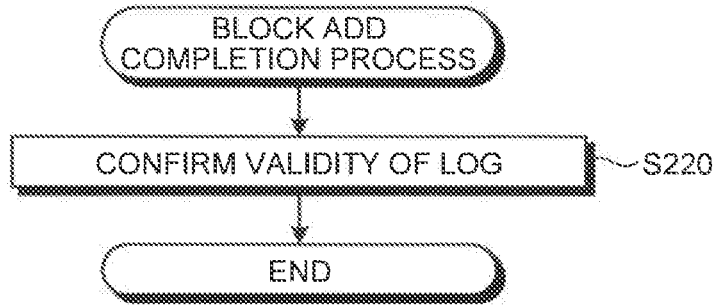 BLOCK ADD
COMPLETION PROCESS
CONFIRM VALIDITY OF LOG
S220
END